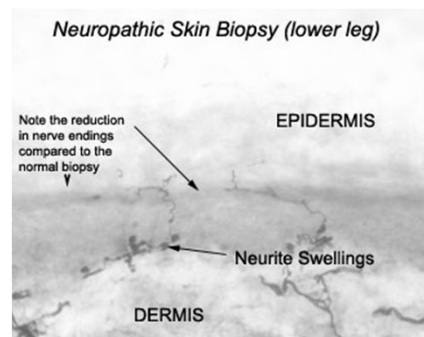 Neuropathic Skin Biopsy (lower leg)
EPIDERMIS
Note the reduction
in nerve endings
compared to the
normal biopsy
Neurite Swellings
DERMIS